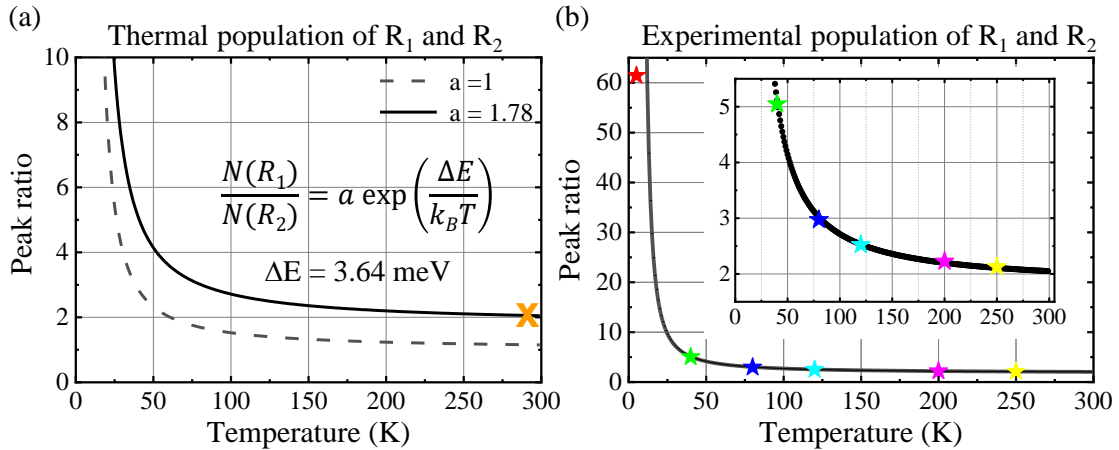 (a)
Thermal population of R₁ and R₂
Peak ratio
10
8
6
4
2
0
a =1
a = 1.78
N(R₁)/N(R₂) = a exp(ΔE/k_BT)
ΔE = 3.64 meV
X
0 50 100 150 200 250 300
Temperature (K)
(b)
Experimental population of R₁ and R₂
Peak ratio
60
50
40
30
20
10
0
5
4
3
2
0 50 100 150 200 250 300
0 50 100 150 200 250 300
Temperature (K)